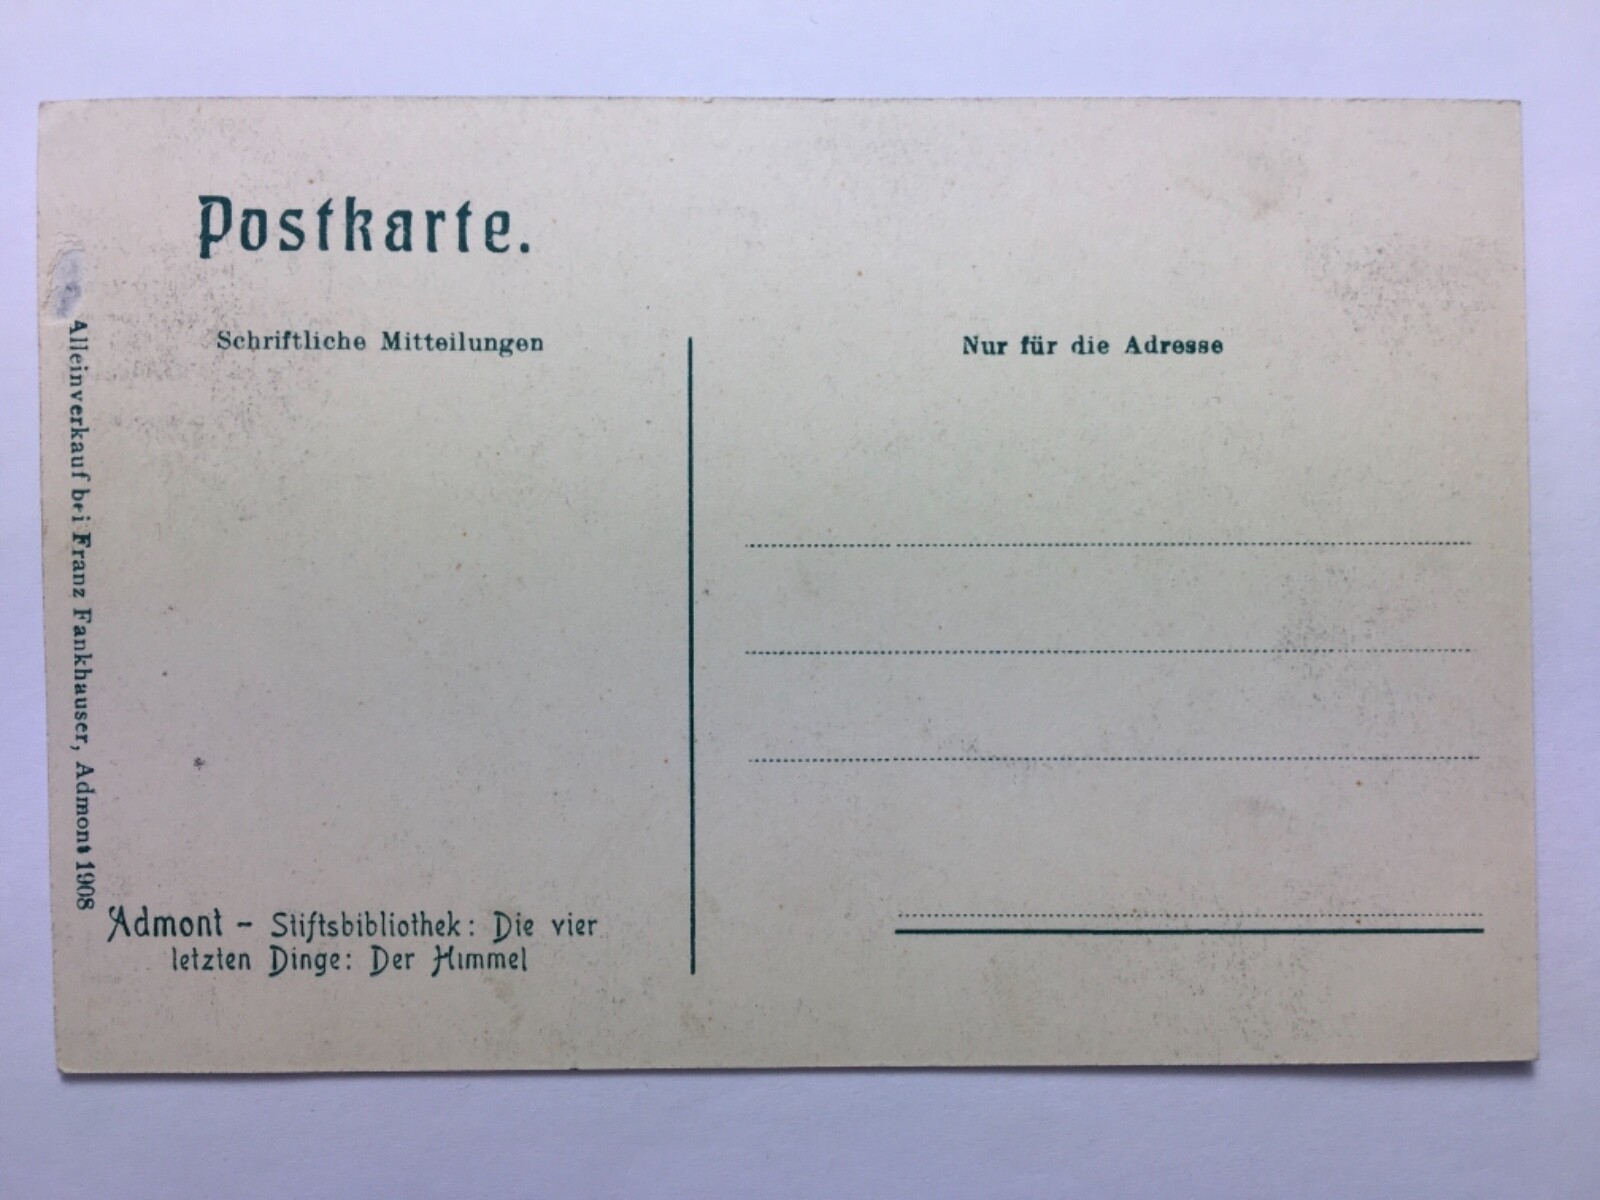 Postkarte.
Schriftliche Mitteilungen
Nur für die Adresse
Alleinverkauf bei Franz Fankhauser, Admont 1908
Admont – Stiftsbibliothek: Die vier
letzten Dinge: Der Himmel